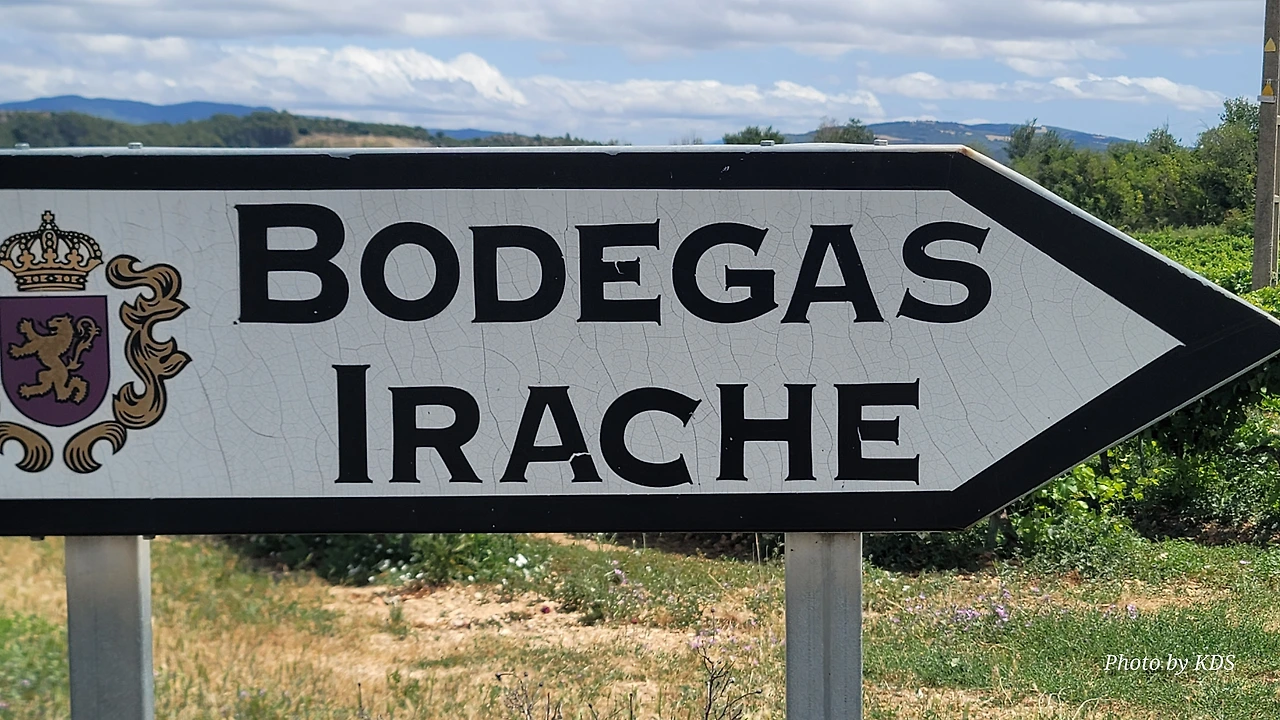 BODEGAS
IRACHE
Photo by KDS